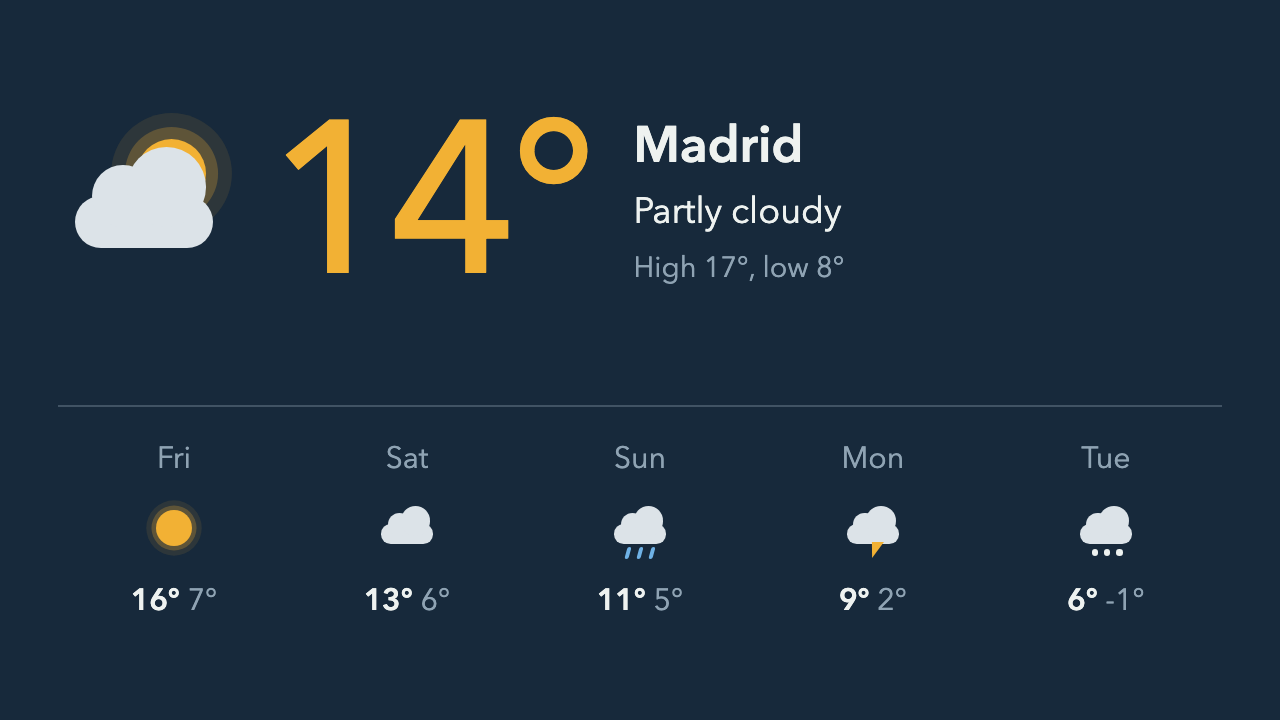 14°
Madrid
Partly cloudy
High 17°, low 8°
Fri
Sat
Sun
Mon
Tue
16° 7°
13° 6°
11° 5°
9° 2°
6° -1°